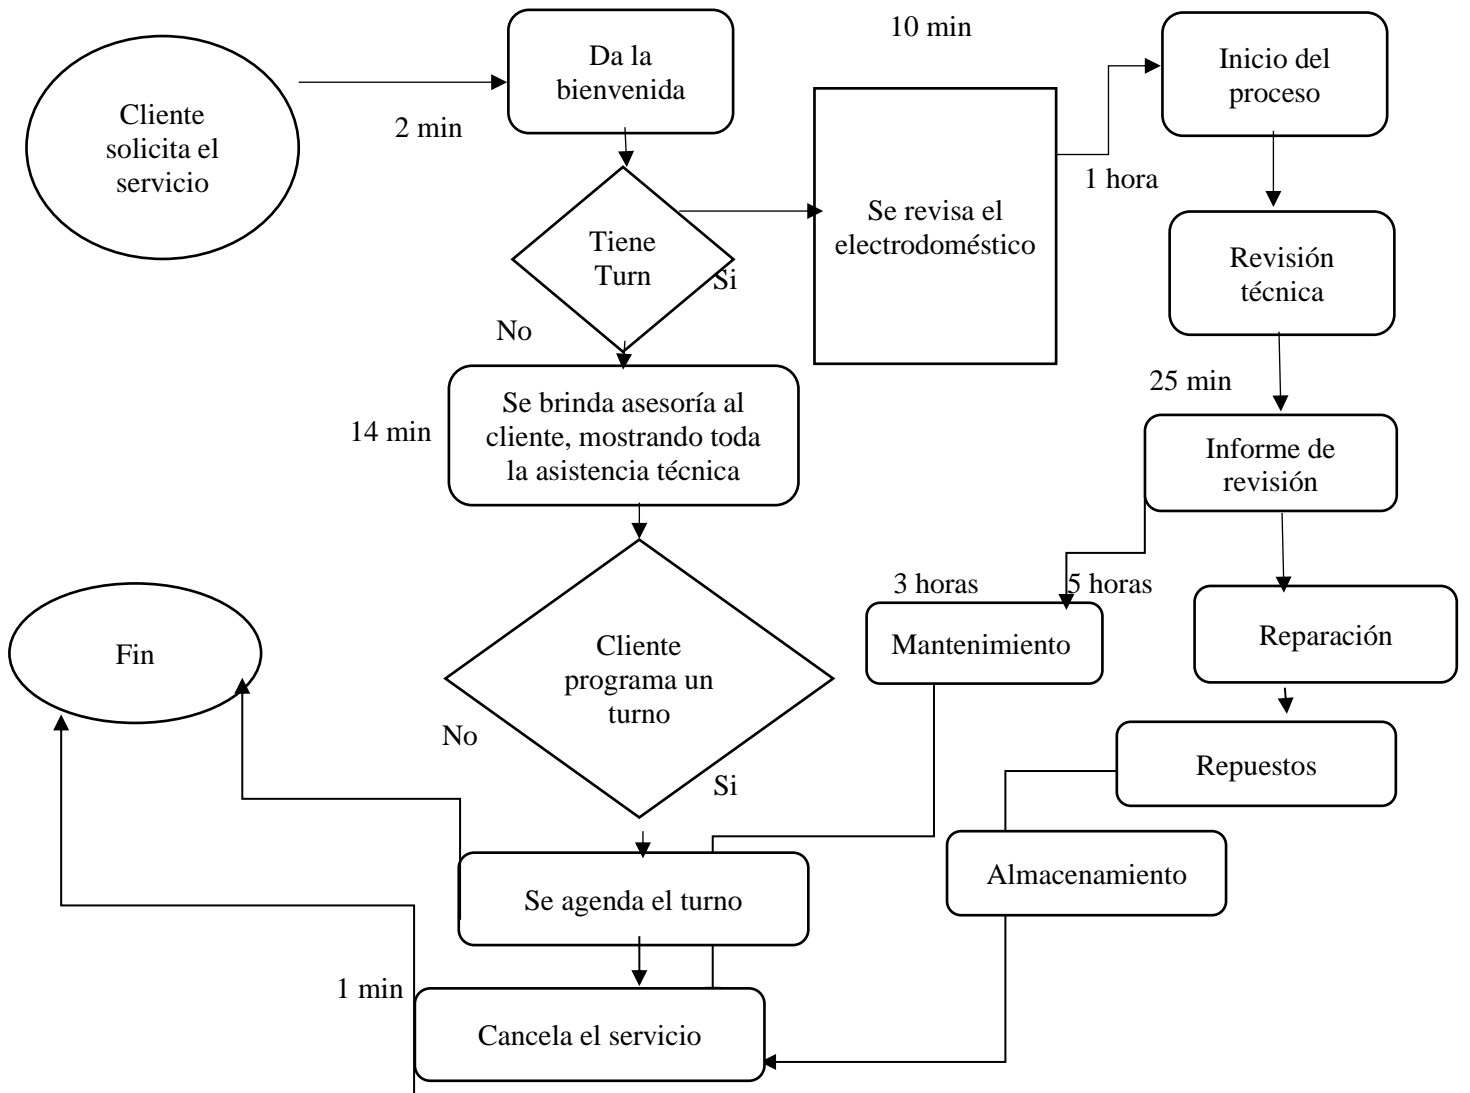 Cliente
solicita el
servicio
2 min
Da la
bienvenida
10 min
Inicio del
proceso
1 hora
Tiene
Turn
Si
No
Se revisa el
electrodoméstico
Revisión
técnica
25 min
14 min
Se brinda asesoría al
cliente, mostrando toda
la asistencia técnica
Informe de
revisión
3 horas
5 horas
Fin
Cliente
programa un
turno
No
Si
Mantenimiento
Reparación
Repuestos
Almacenamiento
Se agenda el turno
1 min
Cancela el servicio